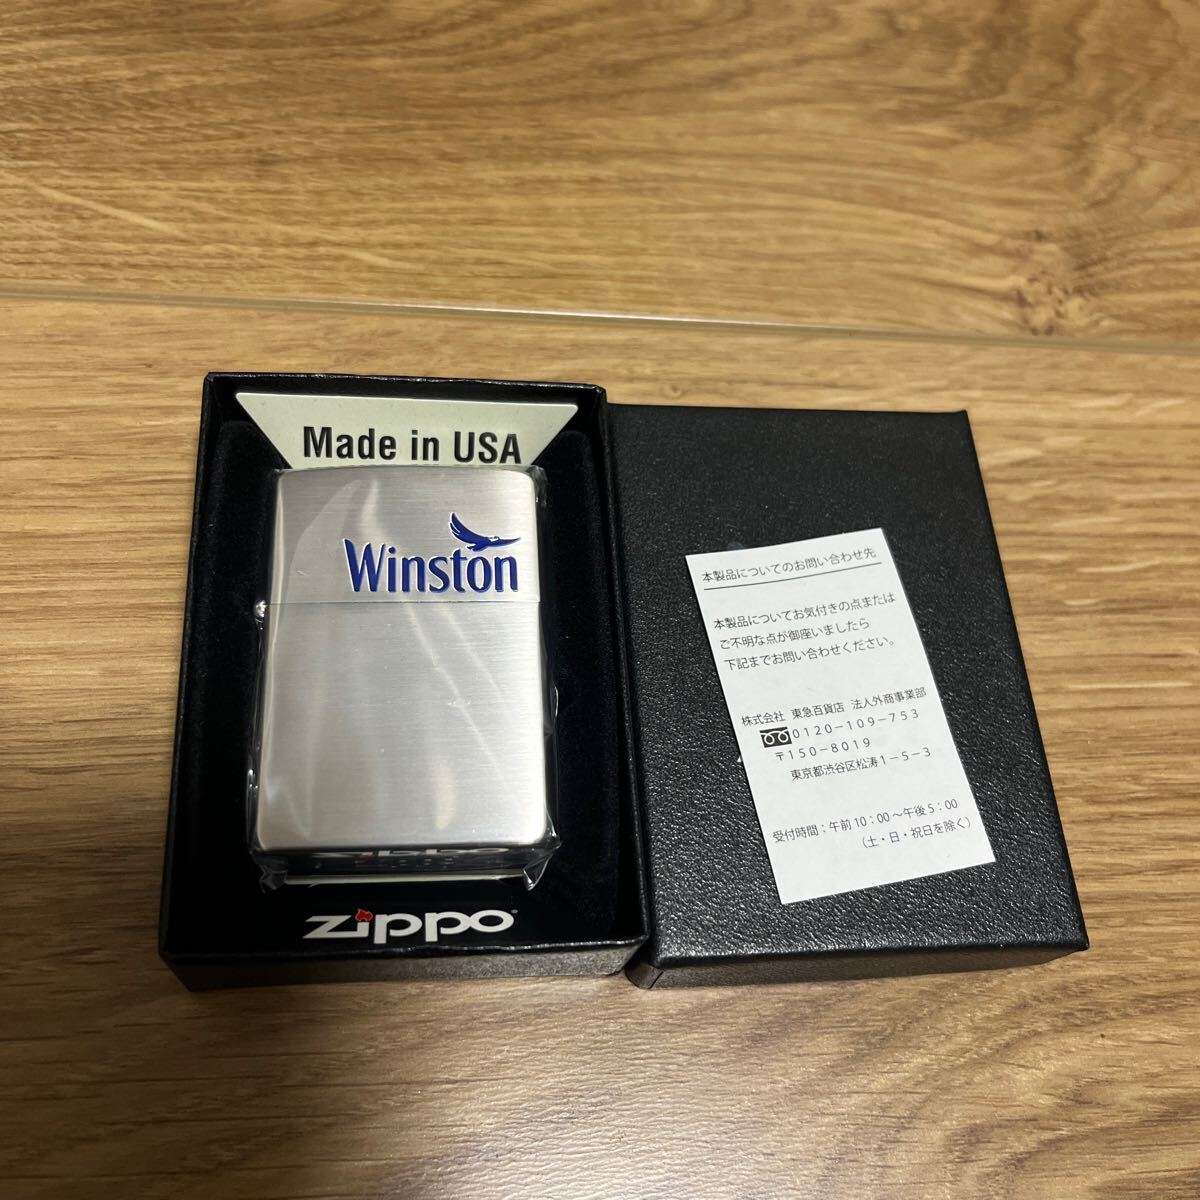 Made in USA
Winston
zippo
本製品についてのお問い合わせ先
本製品についてお気付きの点または
ご不明な点が御座いましたら
下記までお問い合わせください。
株式会社 東急百貨店 法人外商事業部
0120-109-753
〒150-8019
東京都渋谷区松濤1-5-3
受付時間:午前10:00~午後5:00
(土・日・祝日を除く)